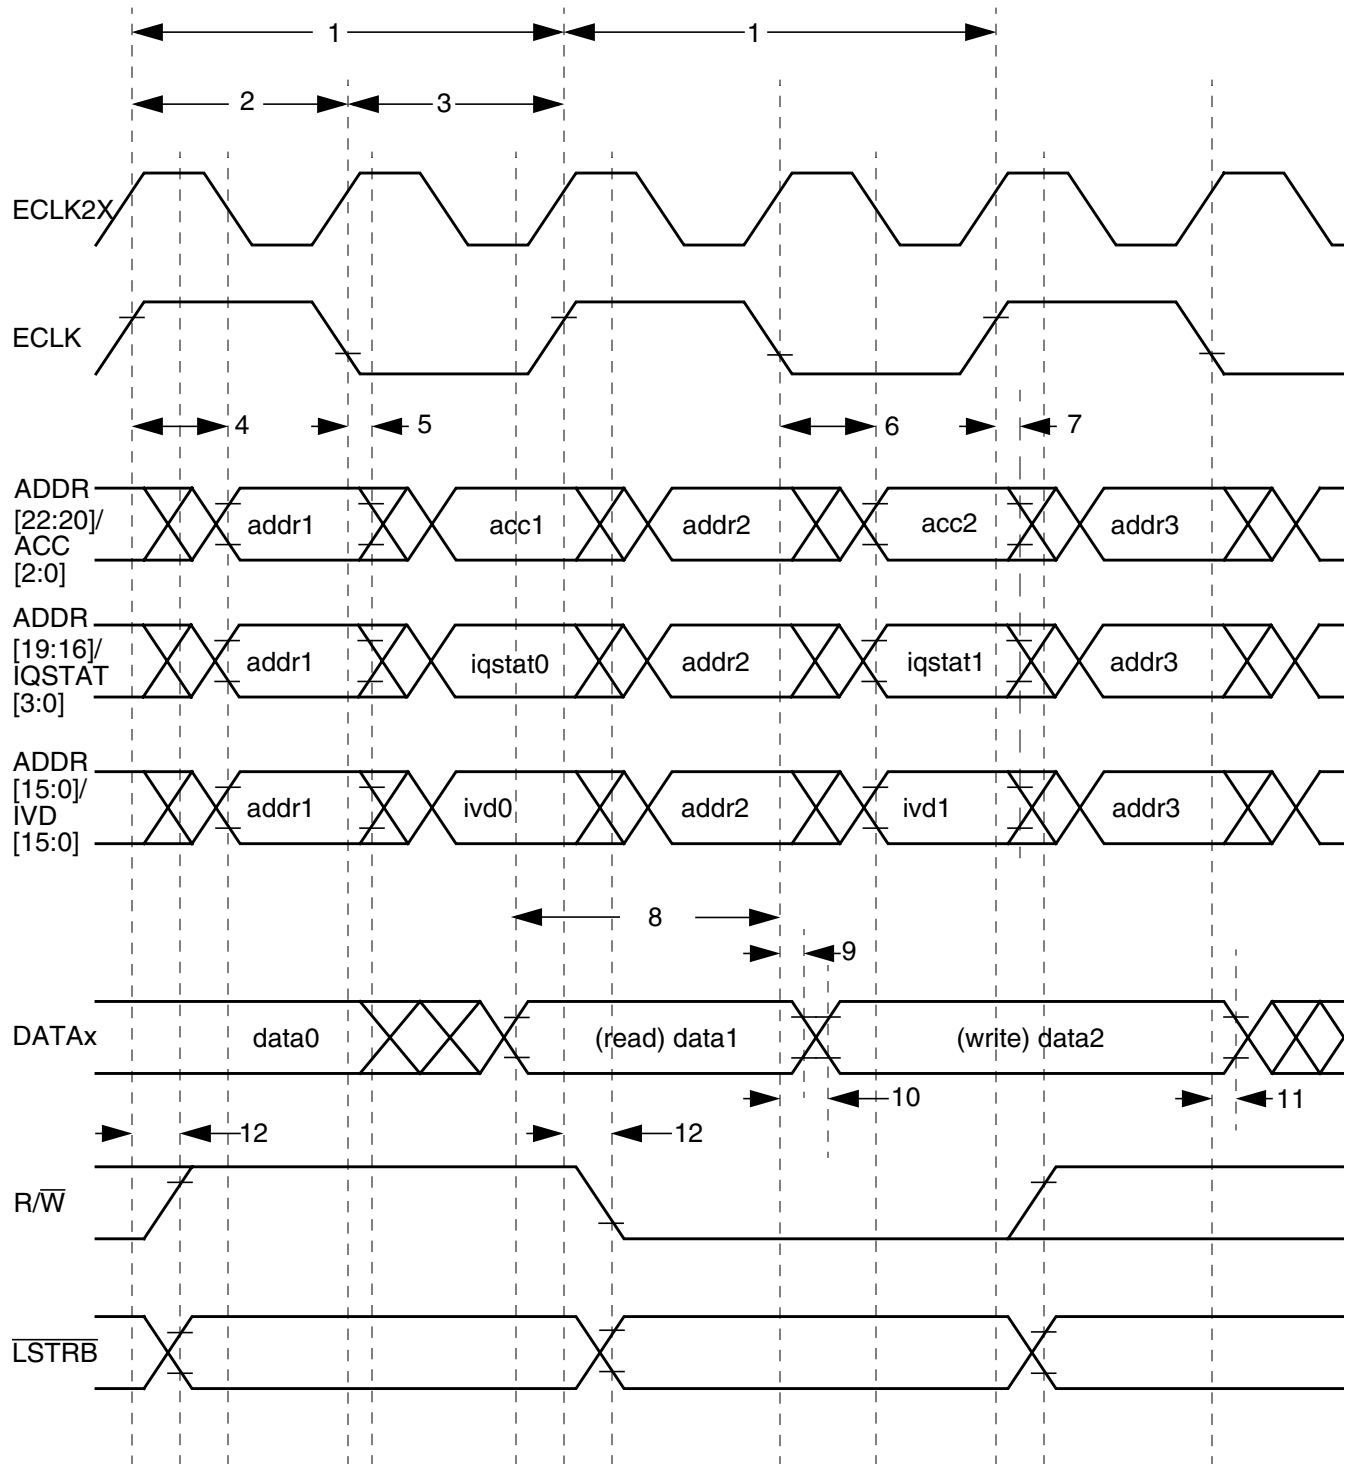 1 1
2 3
ECLK2X
ECLK
4 5 6 7
ADDR
[22:20]/
ACC
[2:0]
addr1 acc1 addr2 acc2 addr3
ADDR
[19:16]/
IQSTAT
[3:0]
addr1 iqstat0 addr2 iqstat1 addr3
ADDR
[15:0]/
IVD
[15:0]
addr1 ivd0 addr2 ivd1 addr3
8
9
DATAx data0 (read) data1 (write) data2
10 11
12 12
R/W̅
L̅S̅T̅R̅B̅